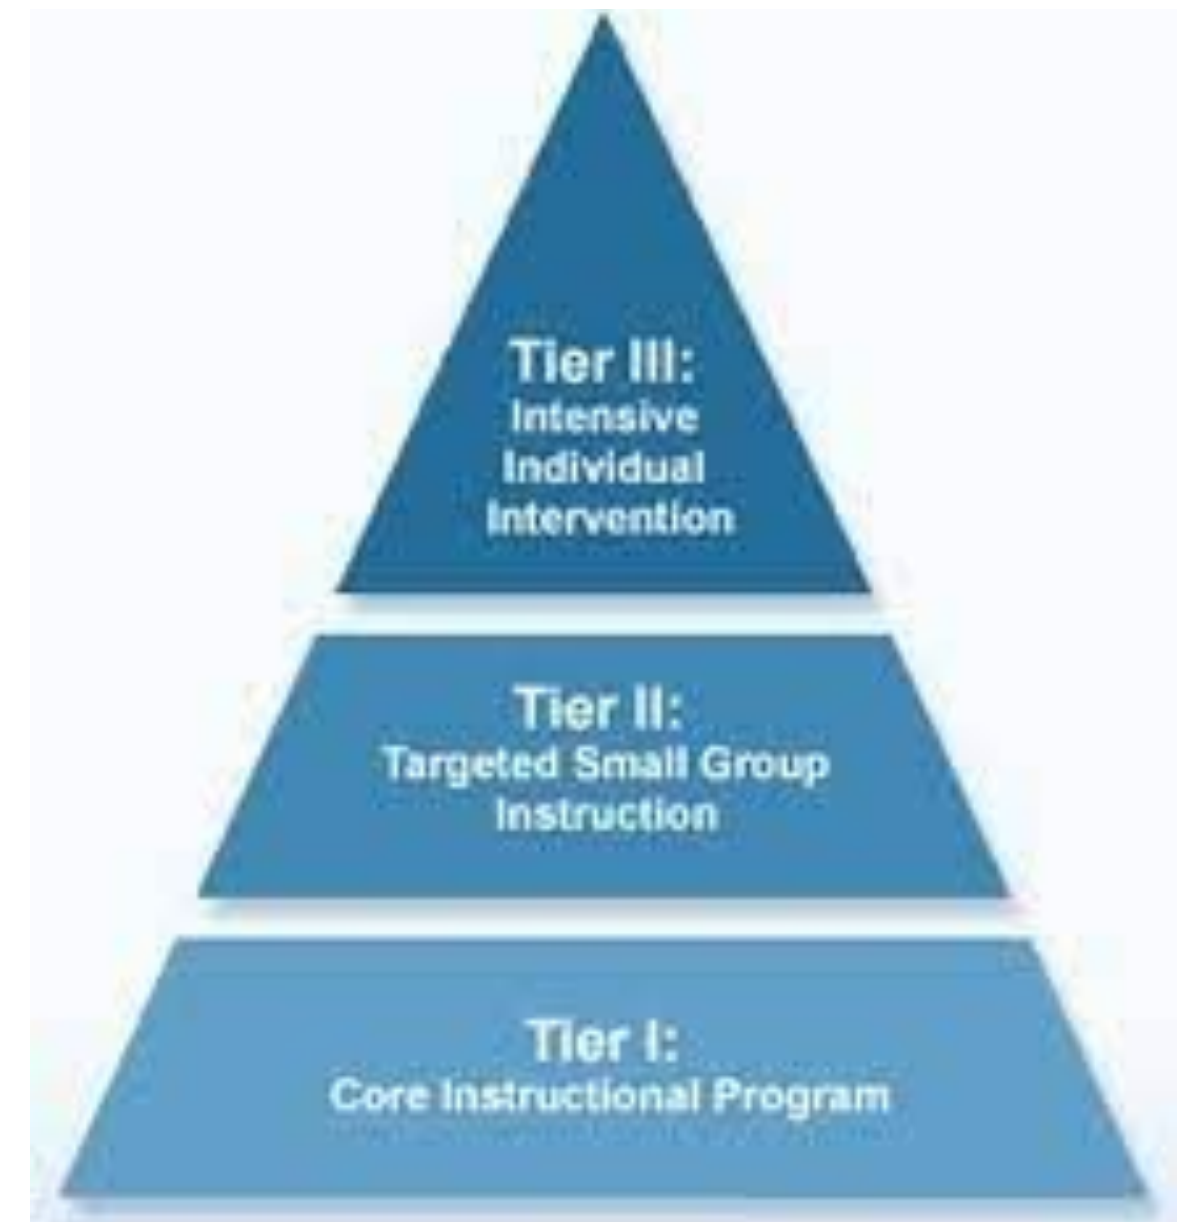 Tier III:
Intensive
Individual
Intervention
Tier II:
Targeted Small Group
Instruction
Tier I:
Core Instructional Program